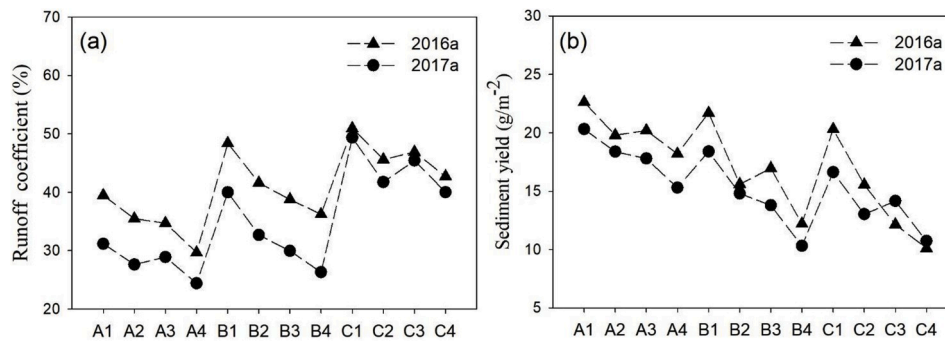 (a)
2016a
2017a
Runoff coefficient (%)
70
60
50
40
30
20
A1 A2 A3 A4 B1 B2 B3 B4 C1 C2 C3 C4
(b)
2016a
2017a
Sediment yield (g/m⁻²)
30
25
20
15
10
5
A1 A2 A3 A4 B1 B2 B3 B4 C1 C2 C3 C4